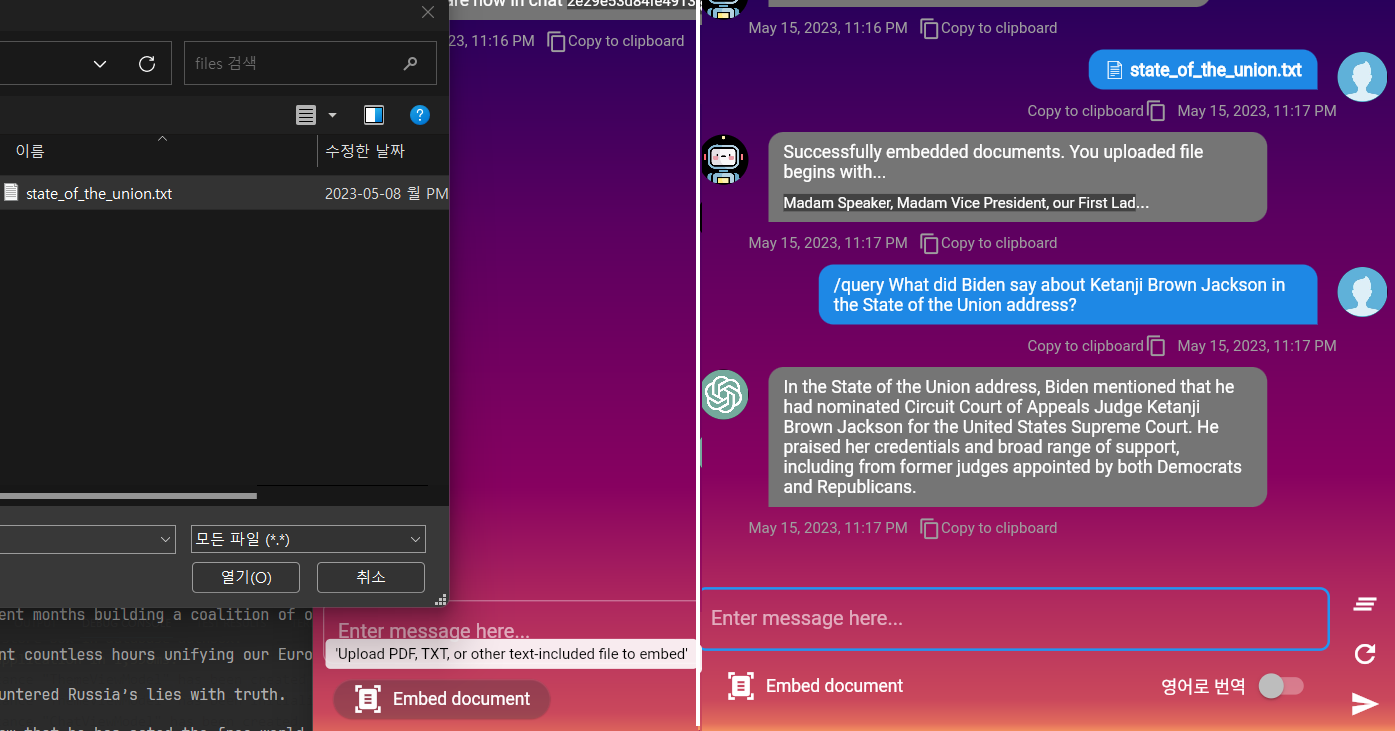 are now in chat 2e29e53d84fe4913
23, 11:16 PM Copy to clipboard
files 검색
이름
수정한 날짜
state_of_the_union.txt
2023-05-08 월 PM
모든 파일 (*.*)
열기(O)
취소
ent months building a coalition of o
nt countless hours unifying our Euro
untered Russia's lies with truth.
Enter message here...
'Upload PDF, TXT, or other text-included file to embed'
Embed document
May 15, 2023, 11:16 PM Copy to clipboard
state_of_the_union.txt
Copy to clipboard May 15, 2023, 11:17 PM
Successfully embedded documents. You uploaded file
begins with...
Madam Speaker, Madam Vice President, our First Lad...
May 15, 2023, 11:17 PM Copy to clipboard
/query What did Biden say about Ketanji Brown Jackson in
the State of the Union address?
Copy to clipboard May 15, 2023, 11:17 PM
In the State of the Union address, Biden mentioned that he
had nominated Circuit Court of Appeals Judge Ketanji
Brown Jackson for the United States Supreme Court. He
praised her credentials and broad range of support,
including from former judges appointed by both Democrats
and Republicans.
May 15, 2023, 11:17 PM Copy to clipboard
Enter message here...
Embed document
영어로 번역